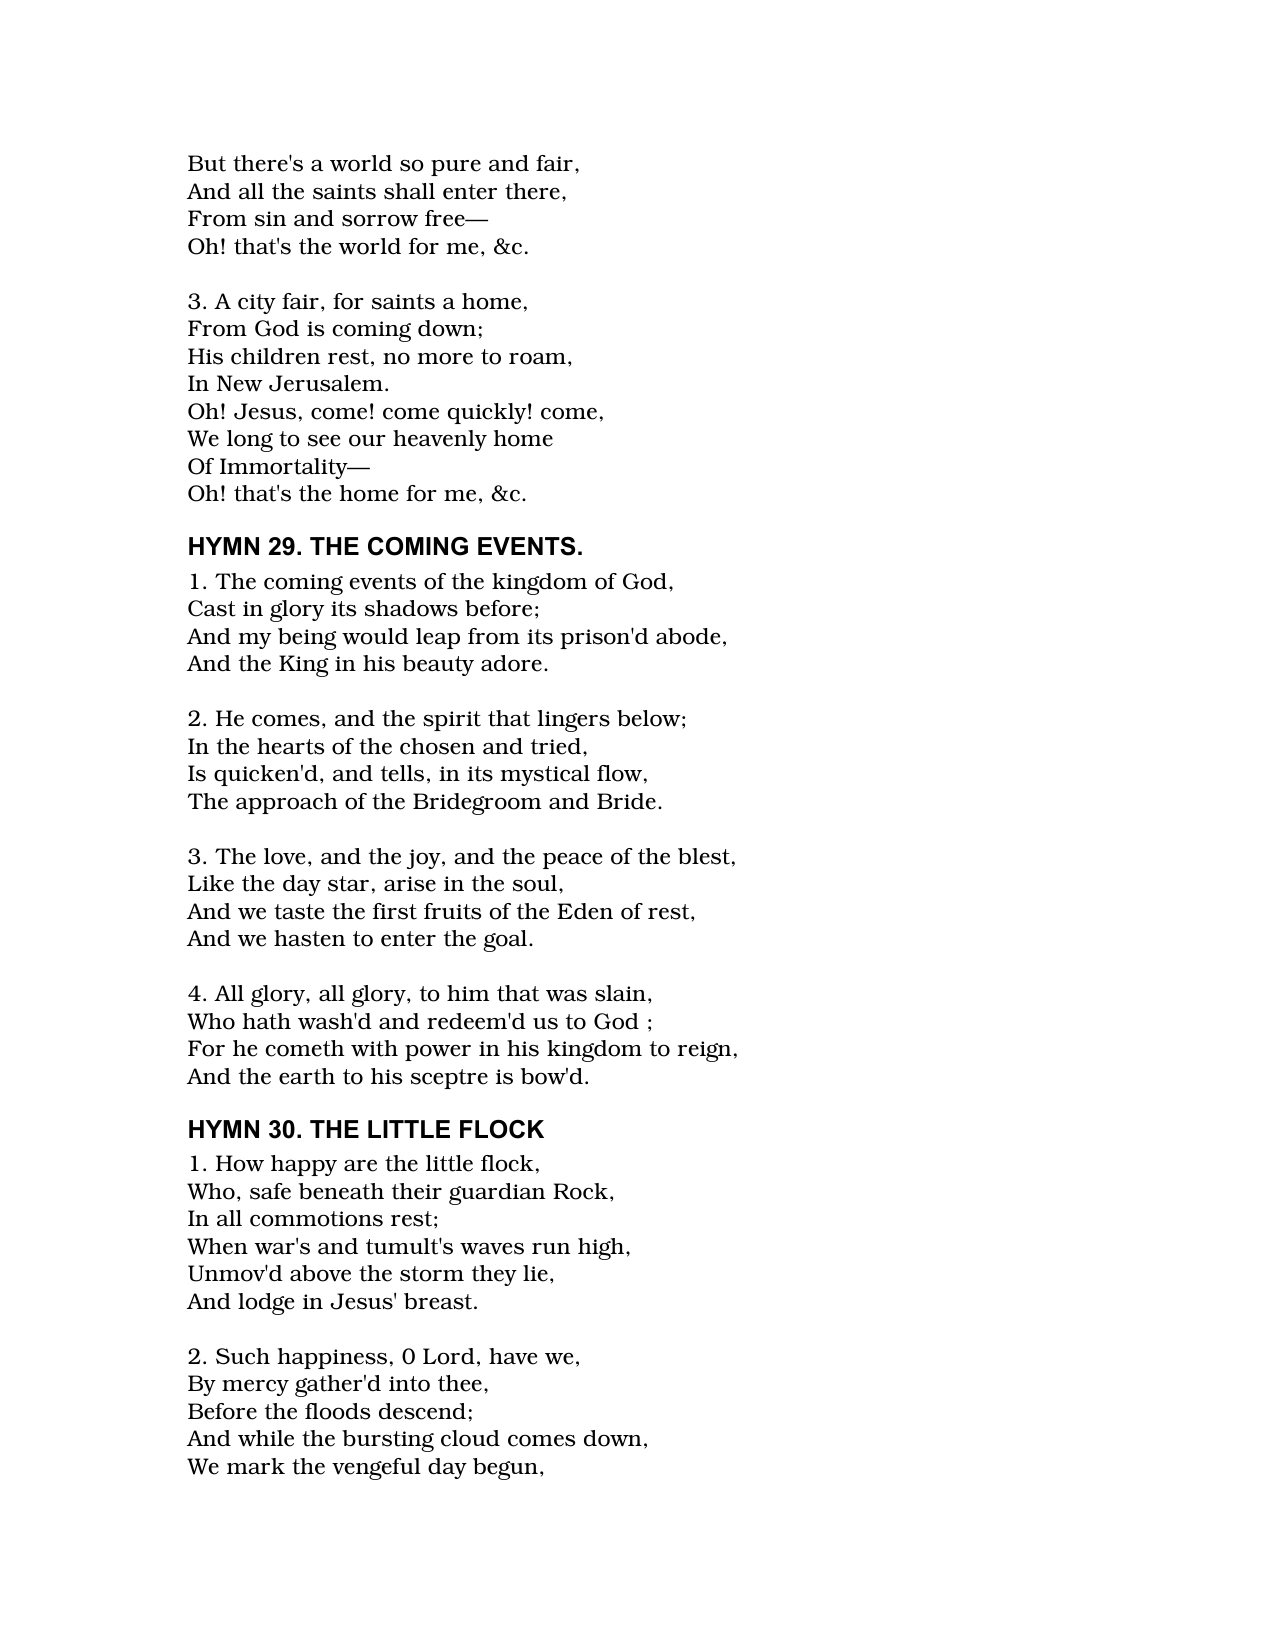 But there's a world so pure and fair,
And all the saints shall enter there,
From sin and sorrow free—
Oh! that's the world for me, &c.
3. A city fair, for saints a home,
From God is coming down;
His children rest, no more to roam,
In New Jerusalem.
Oh! Jesus, come! come quickly! come,
We long to see our heavenly home
Of Immortality—
Oh! that's the home for me, &c.
HYMN 29. THE COMING EVENTS.
1. The coming events of the kingdom of God,
Cast in glory its shadows before;
And my being would leap from its prison'd abode,
And the King in his beauty adore.
2. He comes, and the spirit that lingers below;
In the hearts of the chosen and tried,
Is quicken'd, and tells, in its mystical flow,
The approach of the Bridegroom and Bride.
3. The love, and the joy, and the peace of the blest,
Like the day star, arise in the soul,
And we taste the first fruits of the Eden of rest,
And we hasten to enter the goal.
4. All glory, all glory, to him that was slain,
Who hath wash'd and redeem'd us to God ;
For he cometh with power in his kingdom to reign,
And the earth to his sceptre is bow'd.
HYMN 30. THE LITTLE FLOCK
1. How happy are the little flock,
Who, safe beneath their guardian Rock,
In all commotions rest;
When war's and tumult's waves run high,
Unmov'd above the storm they lie,
And lodge in Jesus' breast.
2. Such happiness, 0 Lord, have we,
By mercy gather'd into thee,
Before the floods descend;
And while the bursting cloud comes down,
We mark the vengeful day begun,